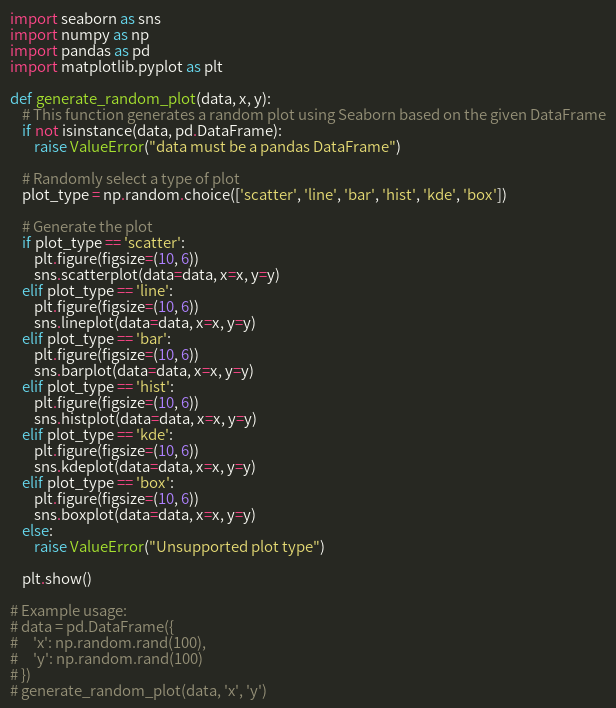 import seaborn as sns
import numpy as np
import pandas as pd
import matplotlib.pyplot as plt

def generate_random_plot(data, x, y):
    # This function generates a random plot using Seaborn based on the given DataFrame
    if not isinstance(data, pd.DataFrame):
        raise ValueError("data must be a pandas DataFrame")

    # Randomly select a type of plot
    plot_type = np.random.choice(['scatter', 'line', 'bar', 'hist', 'kde', 'box'])

    # Generate the plot
    if plot_type == 'scatter':
        plt.figure(figsize=(10, 6))
        sns.scatterplot(data=data, x=x, y=y)
    elif plot_type == 'line':
        plt.figure(figsize=(10, 6))
        sns.lineplot(data=data, x=x, y=y)
    elif plot_type == 'bar':
        plt.figure(figsize=(10, 6))
        sns.barplot(data=data, x=x, y=y)
    elif plot_type == 'hist':
        plt.figure(figsize=(10, 6))
        sns.histplot(data=data, x=x, y=y)
    elif plot_type == 'kde':
        plt.figure(figsize=(10, 6))
        sns.kdeplot(data=data, x=x, y=y)
    elif plot_type == 'box':
        plt.figure(figsize=(10, 6))
        sns.boxplot(data=data, x=x, y=y)
    else:
        raise ValueError("Unsupported plot type")

    plt.show()

# Example usage:
# data = pd.DataFrame({
#     'x': np.random.rand(100),
#     'y': np.random.rand(100)
# })
# generate_random_plot(data, 'x', 'y')